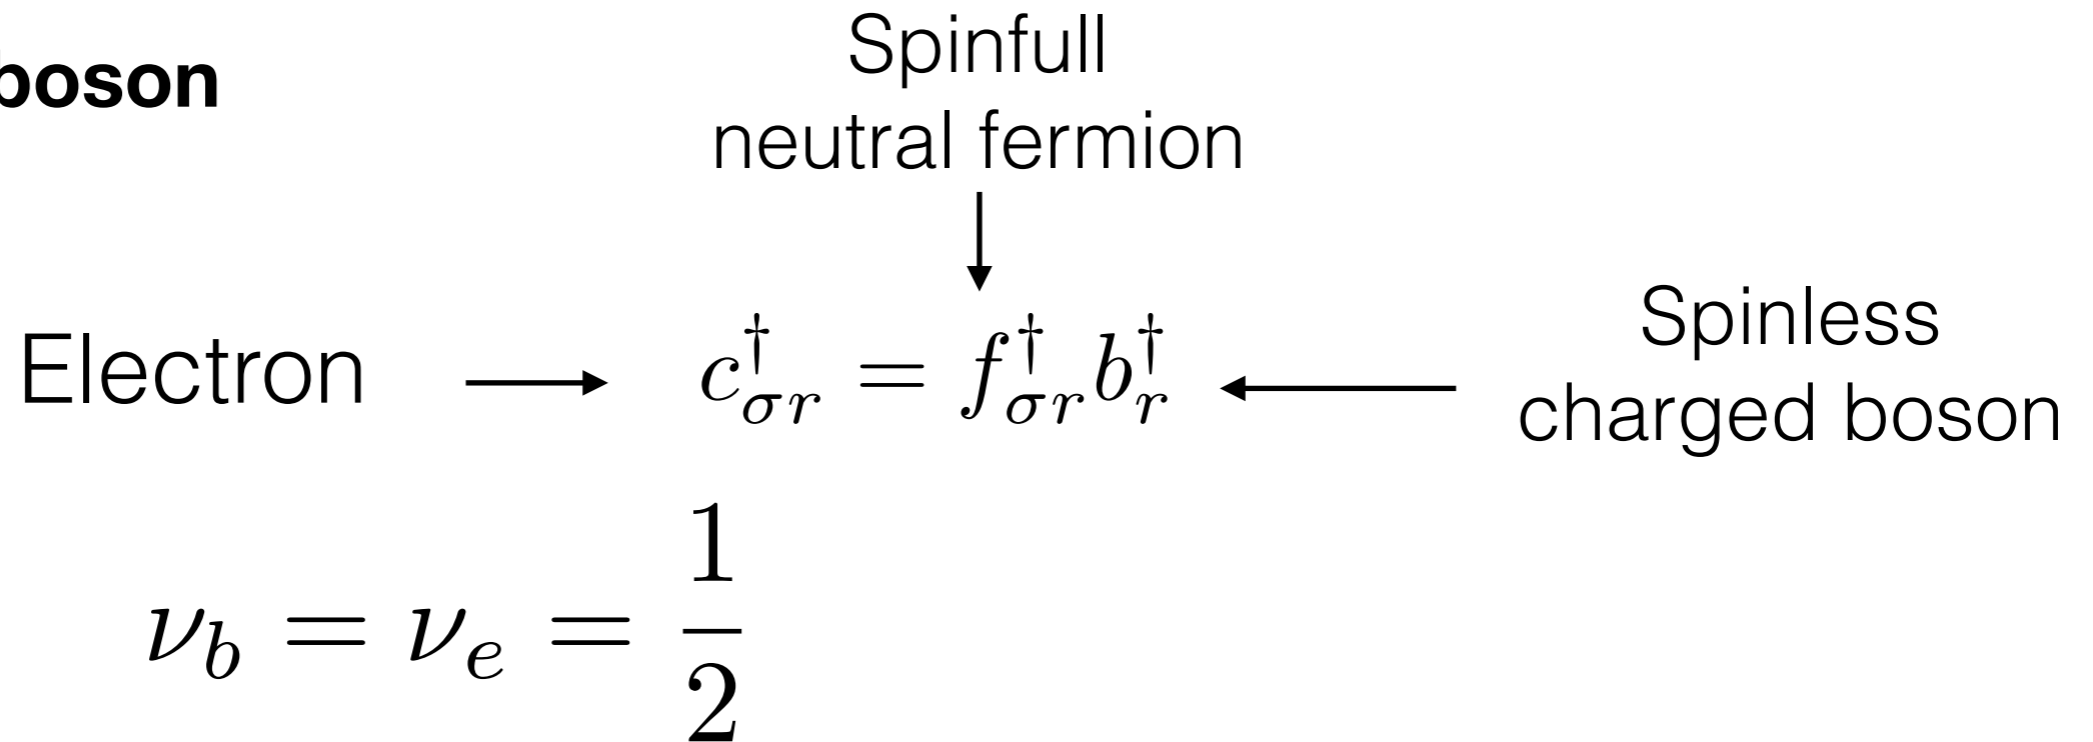 boson
Spinfull
neutral fermion
Electron
c†σr = f†σr b†r
Spinless
charged boson
νb = νe = 1/2